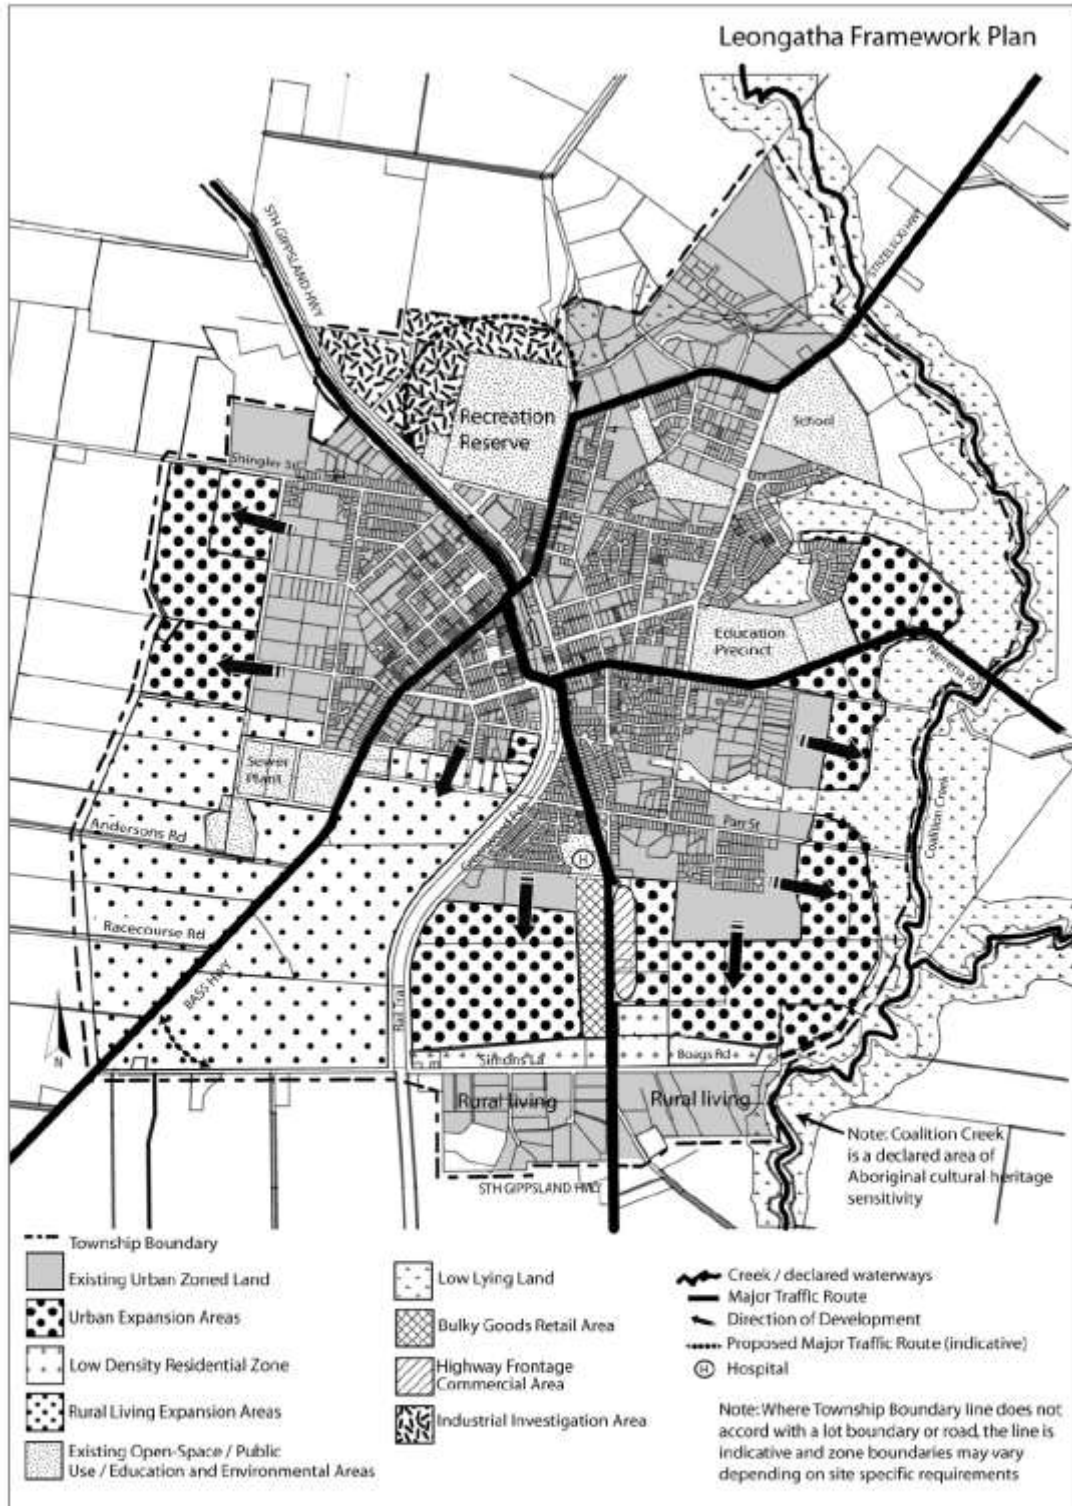 Leongatha Framework Plan
STH GIPPSLAND HWY
STRZELECKI HWY
Recreation
Reserve
School
Shingler St
Education
Precinct
Nerrena Rd
Sewer
Plant
Andersons Rd
Parr St
Coalition Creek
H
Racecourse Rd
BASS HWY
Rail Trail
N
Simons La
Boags Rd
Rural living
Rural living
Note: Coalition Creek
is a declared area of
Aboriginal cultural heritage
sensitivity
STH GIPPSLAND HWY
Township Boundary
Existing Urban Zoned Land
Urban Expansion Areas
Low Density Residential Zone
Rural Living Expansion Areas
Existing Open-Space / Public
Use / Education and Environmental Areas
Low Lying Land
Bulky Goods Retail Area
Highway Frontage
Commercial Area
Industrial Investigation Area
Creek / declared waterways
Major Traffic Route
Direction of Development
Proposed Major Traffic Route (indicative)
H Hospital
Note: Where Township Boundary line does not
accord with a lot boundary or road, the line is
indicative and zone boundaries may vary
depending on site specific requirements